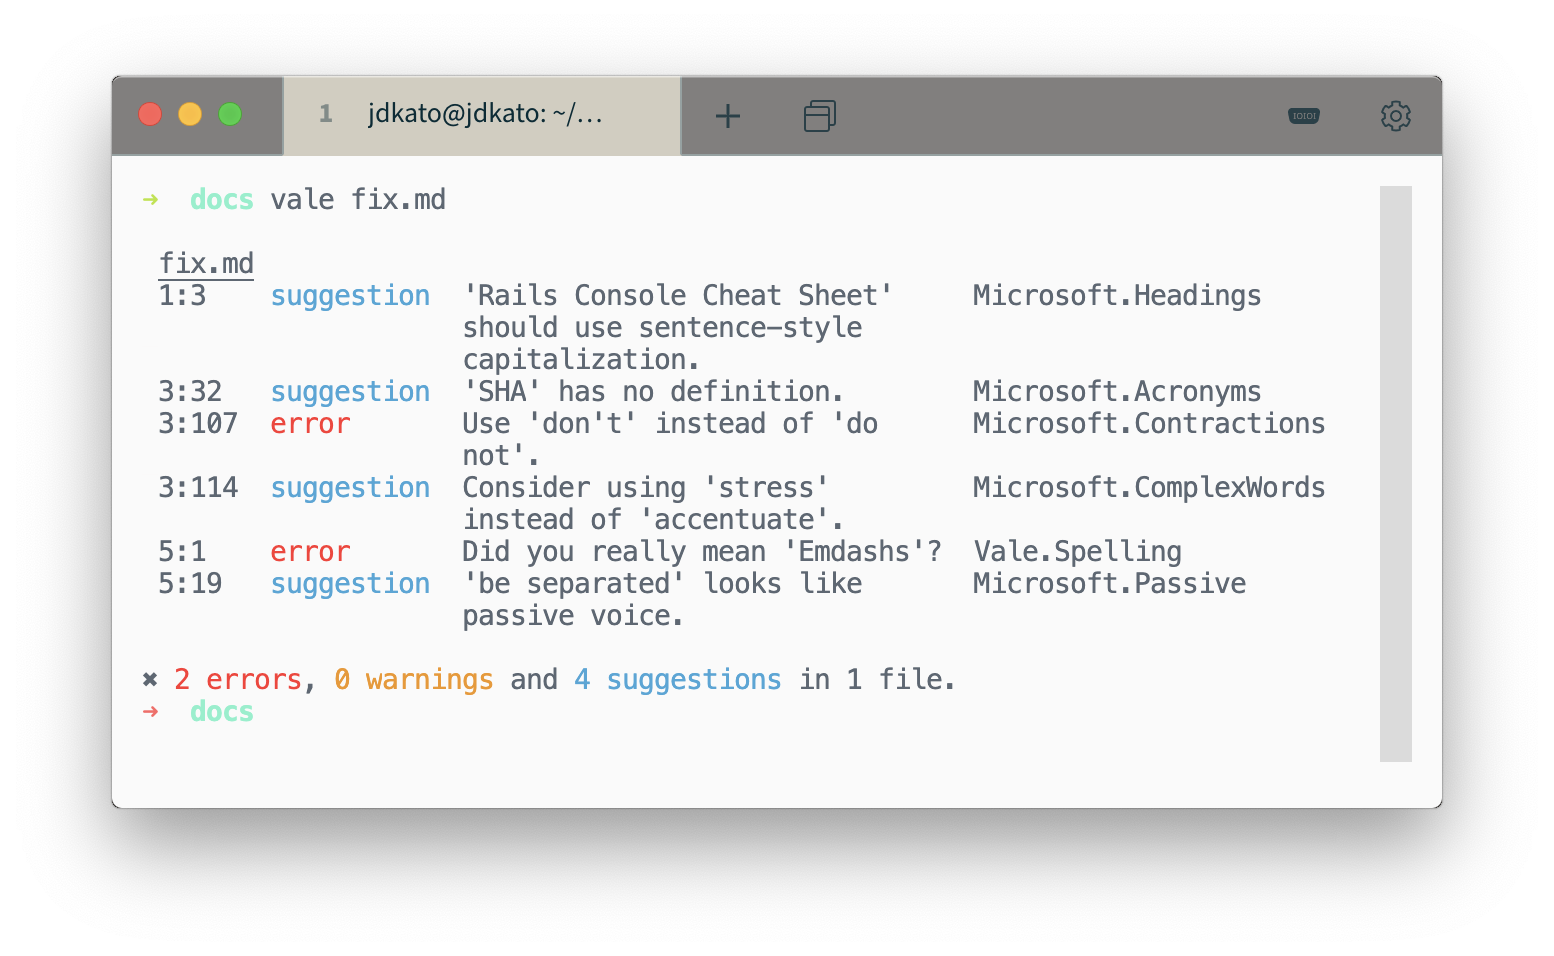 1 jdkato@jdkato: ~/...
IOIOI
➜ docs vale fix.md
fix.md
1:3 suggestion 'Rails Console Cheat Sheet' Microsoft.Headings
should use sentence-style
capitalization.
3:32 suggestion 'SHA' has no definition. Microsoft.Acronyms
3:107 error Use 'don't' instead of 'do Microsoft.Contractions
not'.
3:114 suggestion Consider using 'stress' Microsoft.ComplexWords
instead of 'accentuate'.
5:1 error Did you really mean 'Emdashs'? Vale.Spelling
5:19 suggestion 'be separated' looks like Microsoft.Passive
passive voice.
✖ 2 errors, 0 warnings and 4 suggestions in 1 file.
➜ docs